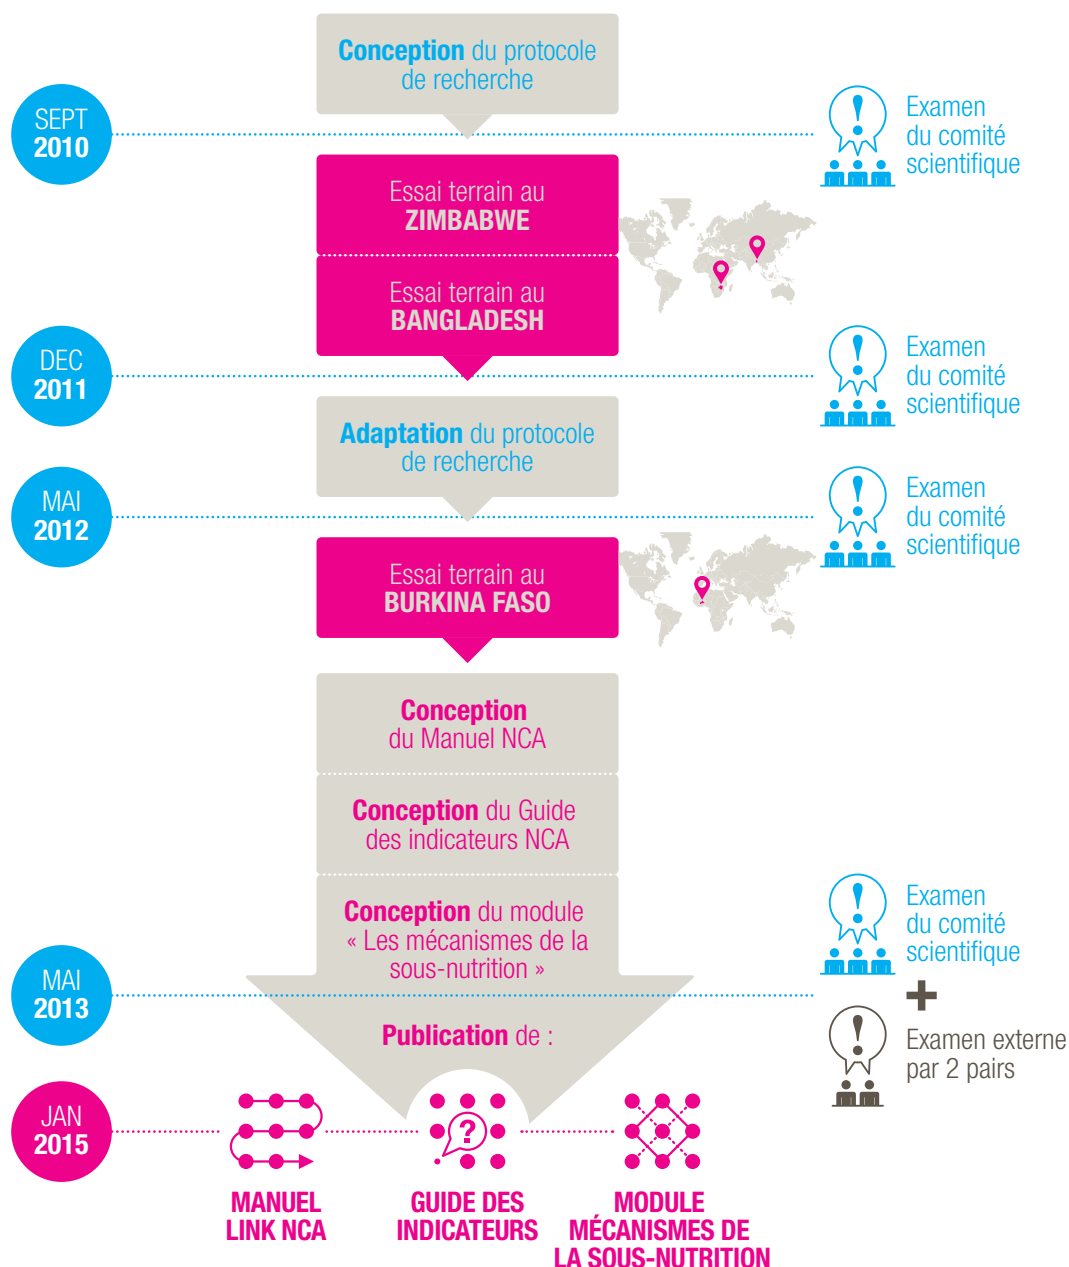 Conception du protocole
de recherche
SEPT
2010
Examen
du comité
scientifique
Essai terrain au
ZIMBABWE
Essai terrain au
BANGLADESH
DEC
2011
Examen
du comité
scientifique
Adaptation du protocole
de recherche
MAI
2012
Examen
du comité
scientifique
Essai terrain au
BURKINA FASO
Conception
du Manuel NCA
Conception du Guide
des indicateurs NCA
Conception du module
« Les mécanismes de la
sous-nutrition »
Examen
du comité
scientifique
MAI
2013
+
Examen externe
par 2 pairs
Publication de :
JAN
2015
MANUEL
LINK NCA
GUIDE DES
INDICATEURS
MODULE
MÉCANISMES DE
LA SOUS-NUTRITION